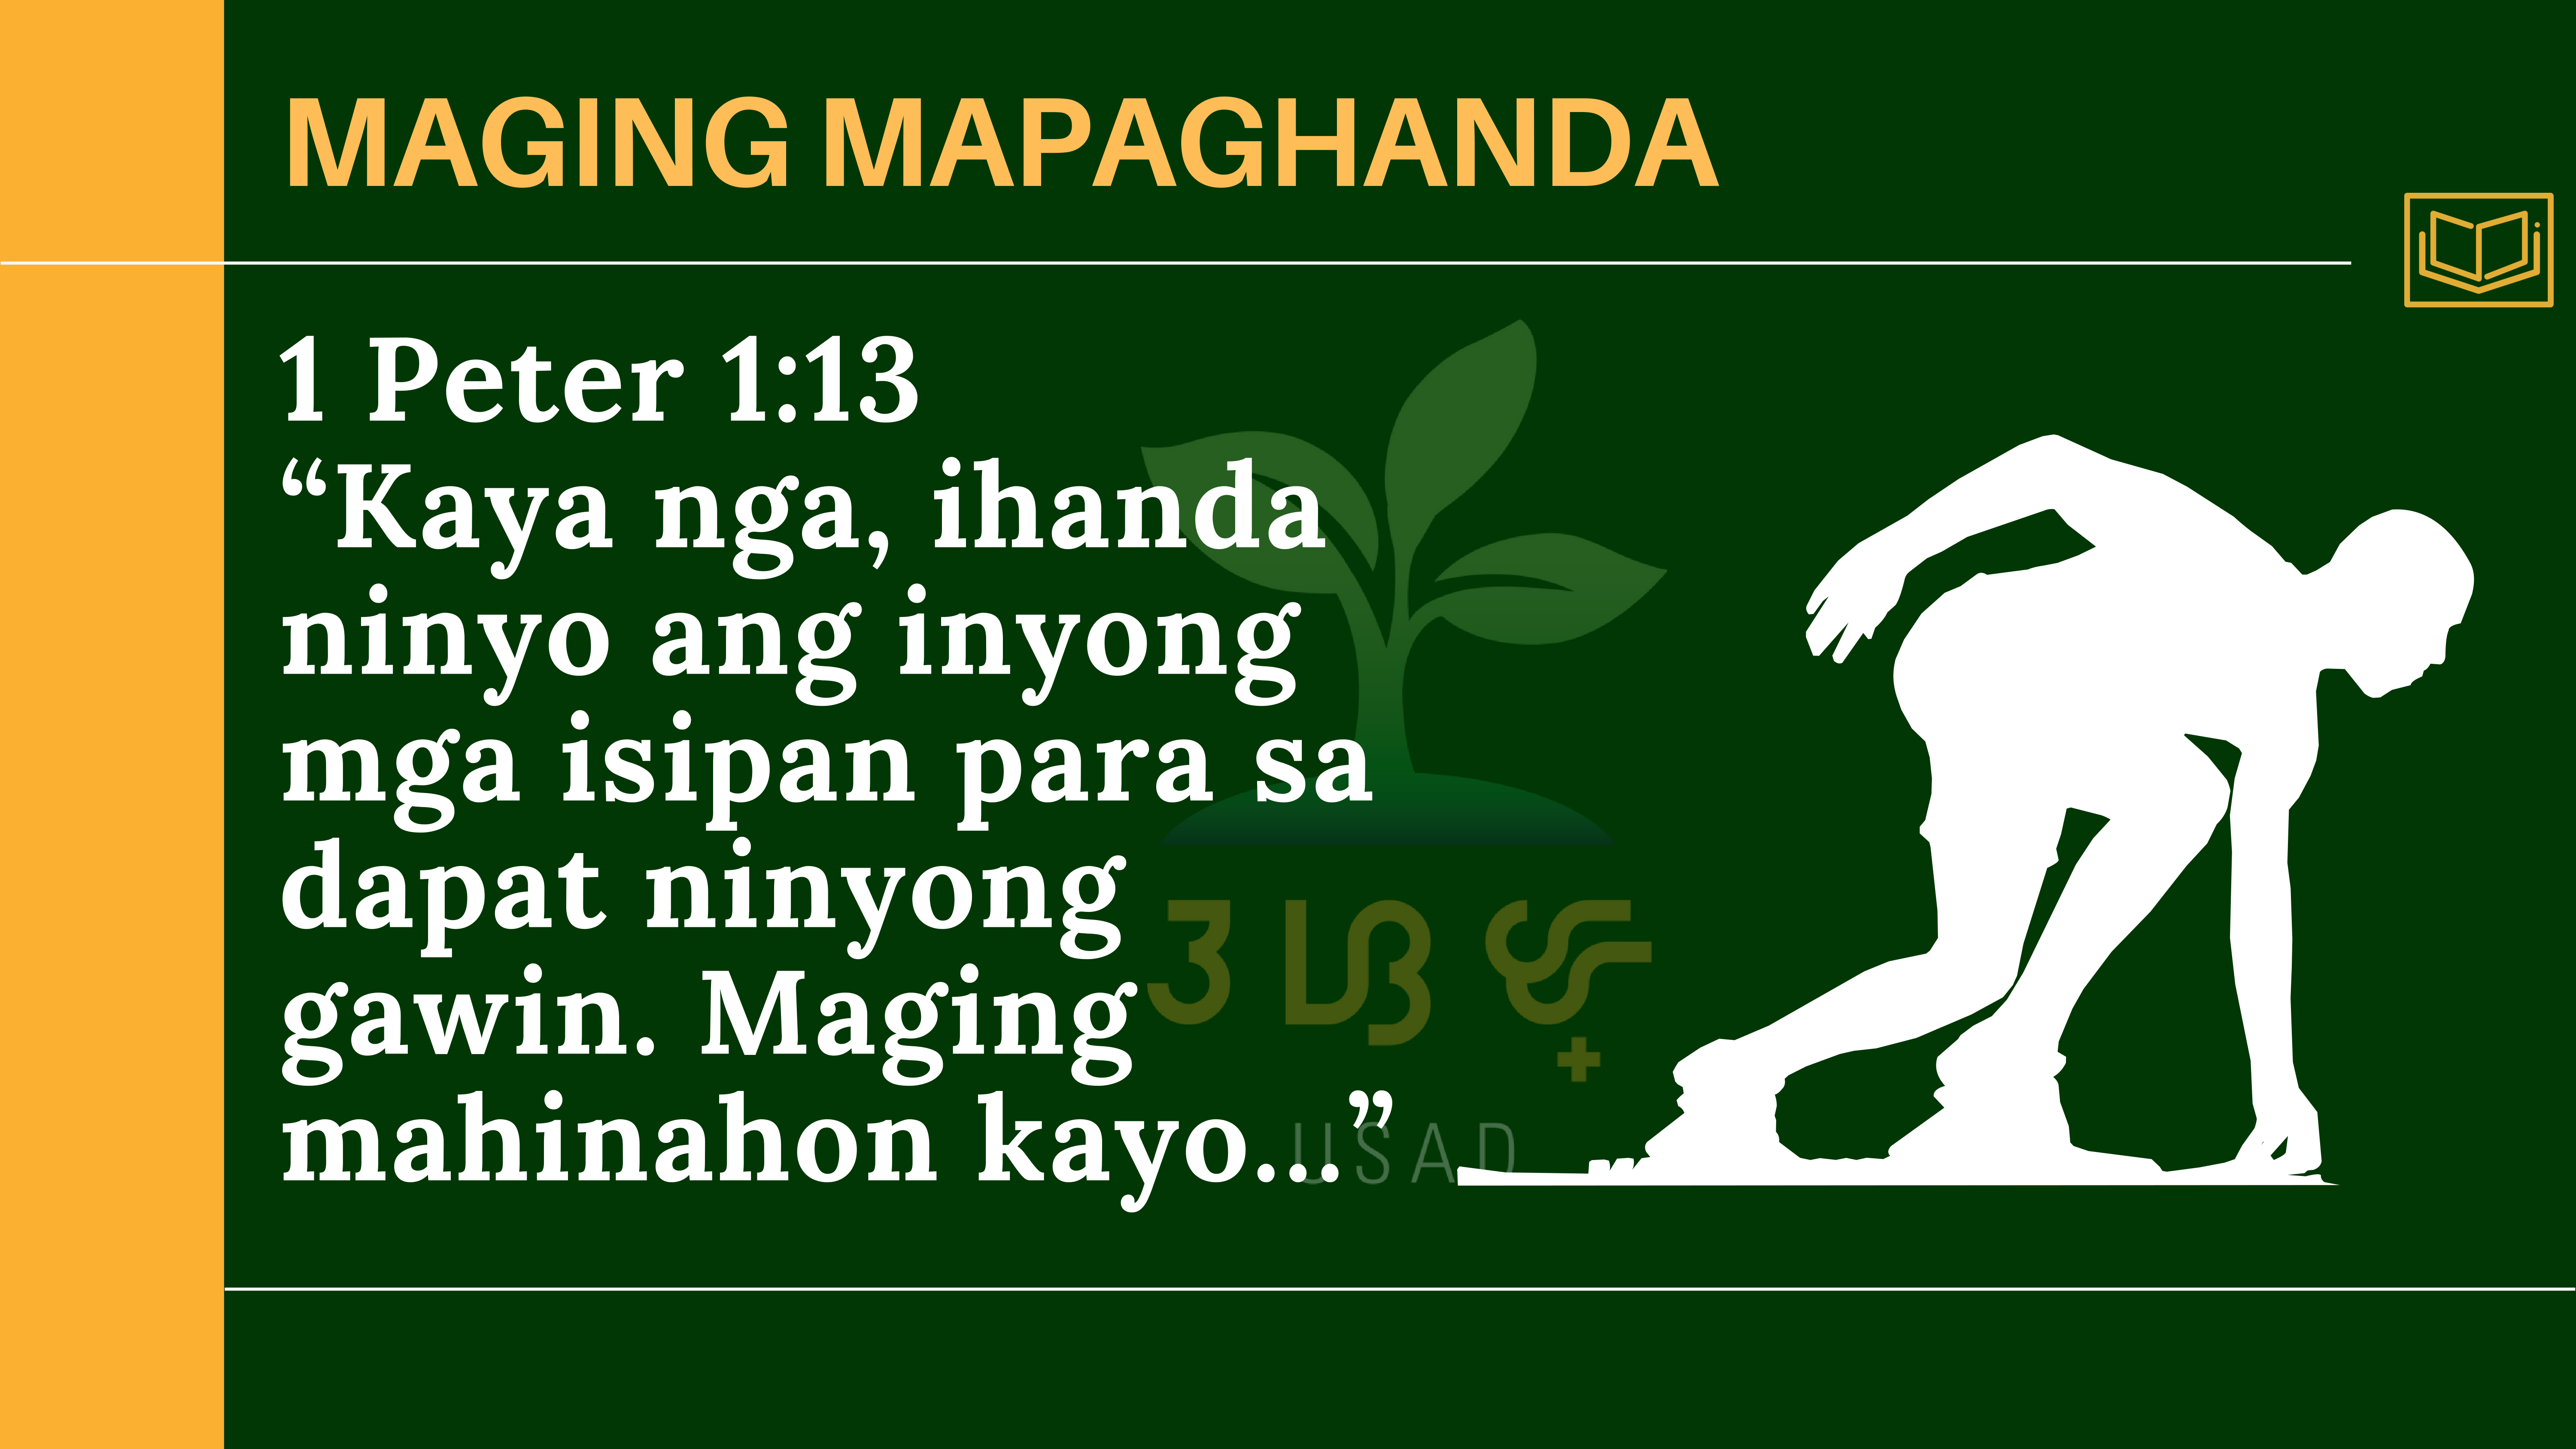 MAGING MAPAGHANDA
1 Peter 1:13
“Kaya nga, ihanda
ninyo ang inyong
mga isipan para sa
dapat ninyong
gawin. Maging
mahinahon kayo...”
ᜂᜐᜇ᜔
USAD